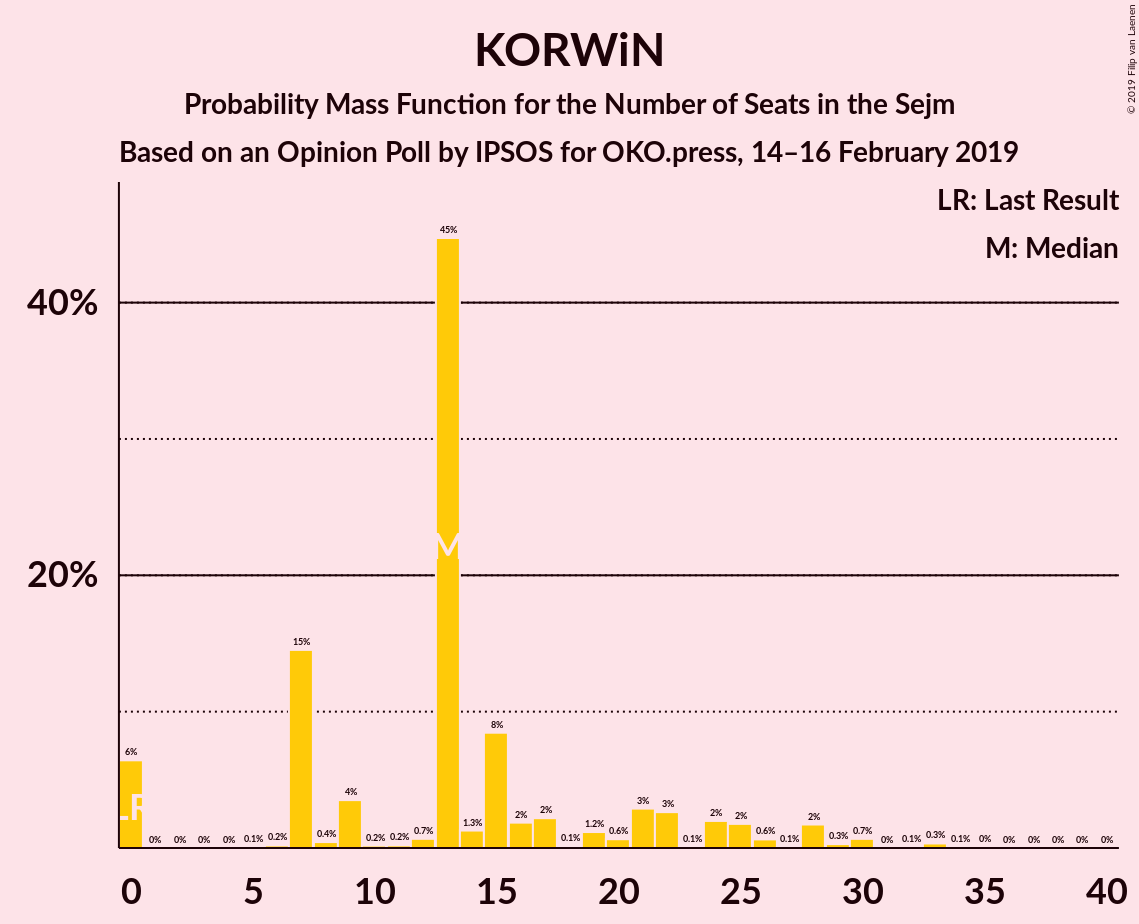 KORWiN
Probability Mass Function for the Number of Seats in the Sejm
Based on an Opinion Poll by IPSOS for OKO.press, 14–16 February 2019
© 2019 Filip van Laenen
LR: Last Result
M: Median
40%
20%
6% 0% 0% 0% 0% 0.1% 0.2% 15% 0.4% 4% 0.2% 0.2% 0.7% 45% 1.3% 8% 2% 2% 0.1% 1.2% 0.6% 3% 3% 0.1% 2% 2% 0.6% 0.1% 2% 0.3% 0.7% 0% 0.1% 0.3% 0.1% 0% 0% 0% 0% 0% 0%
M
LR
0 5 10 15 20 25 30 35 40